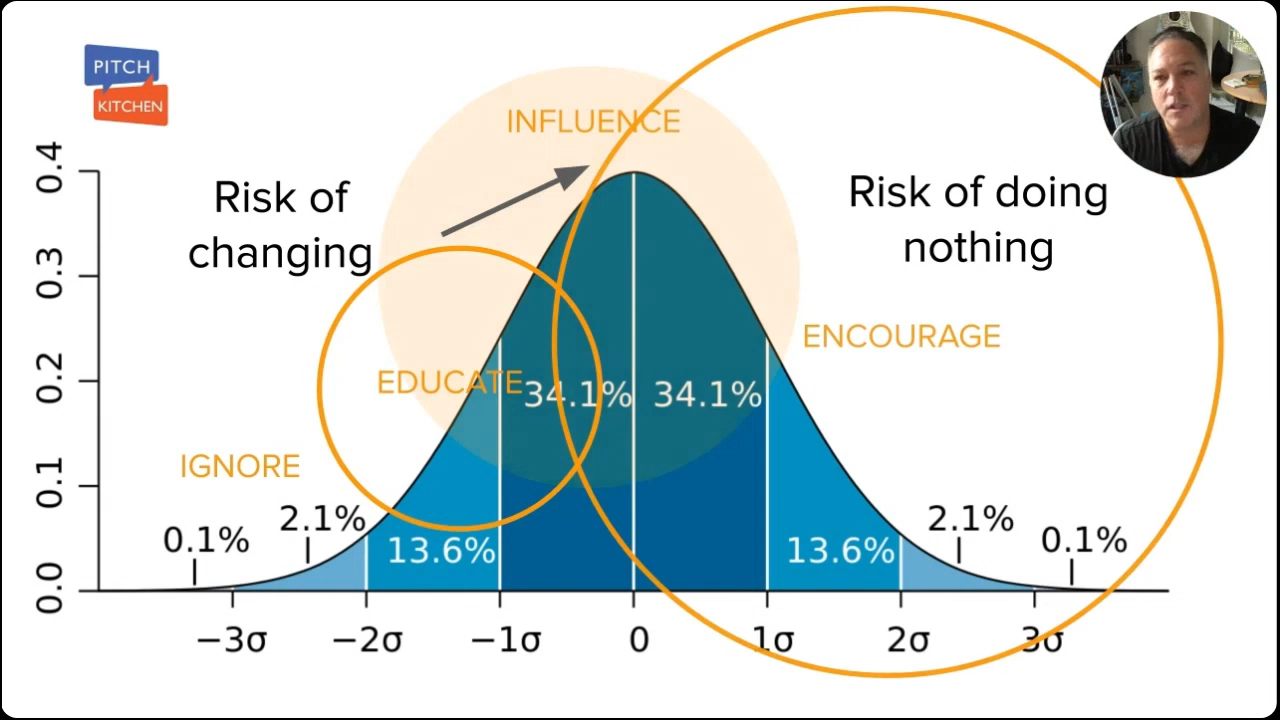 PITCH
KITCHEN
INFLUENCE
Risk of
changing
Risk of doing
nothing
ENCOURAGE
EDUCATE
34.1% 34.1%
IGNORE
0.1% 2.1% 13.6% 13.6% 2.1% 0.1%
0.4
0.3
0.2
0.1
0.0
−3σ −2σ −1σ 0 1σ 2σ 3σ